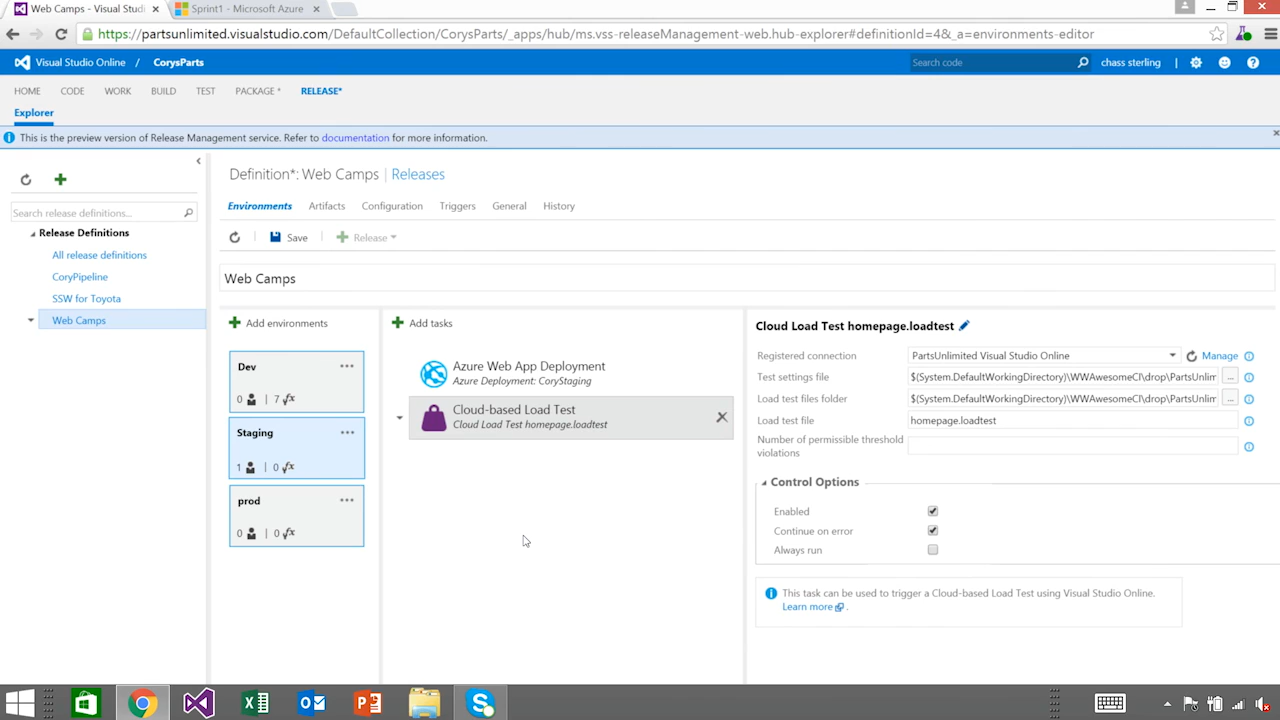 Web Camps - Visual Studi
Sprint1 - Microsoft Azure
https://partsunlimited.visualstudio.com/DefaultCollection/CorysParts/_apps/hub/ms.vss-releaseManagement-web.hub-explorer#definitionId=4&_a=environments-editor
Visual Studio Online / CorysParts
Search code
chass sterling
HOME CODE WORK BUILD TEST PACKAGE * RELEASE*
Explorer
This is the preview version of Release Management service. Refer to documentation for more information.
Search release definitions...
Release Definitions
All release definitions
CoryPipeline
SSW for Toyota
Web Camps
Definition*: Web Camps | Releases
Environments Artifacts Configuration Triggers General History
Save Release
Web Camps
Add environments
Dev ...
0 | 7 fx
Staging ...
1 | 0 fx
prod ...
0 | 0 fx
Add tasks
Azure Web App Deployment
Azure Deployment: CoryStaging
Cloud-based Load Test
Cloud Load Test homepage.loadtest
Cloud Load Test homepage.loadtest
Registered connection PartsUnlimited Visual Studio Online Manage
Test settings file $(System.DefaultWorkingDirectory)\WWAwesomeCI\drop\PartsUnlim ...
Load test files folder $(System.DefaultWorkingDirectory)\WWAwesomeCI\drop\PartsUnlim ...
Load test file homepage.loadtest
Number of permissible threshold
violations
Control Options
Enabled
Continue on error
Always run
This task can be used to trigger a Cloud-based Load Test using Visual Studio Online.
Learn more .